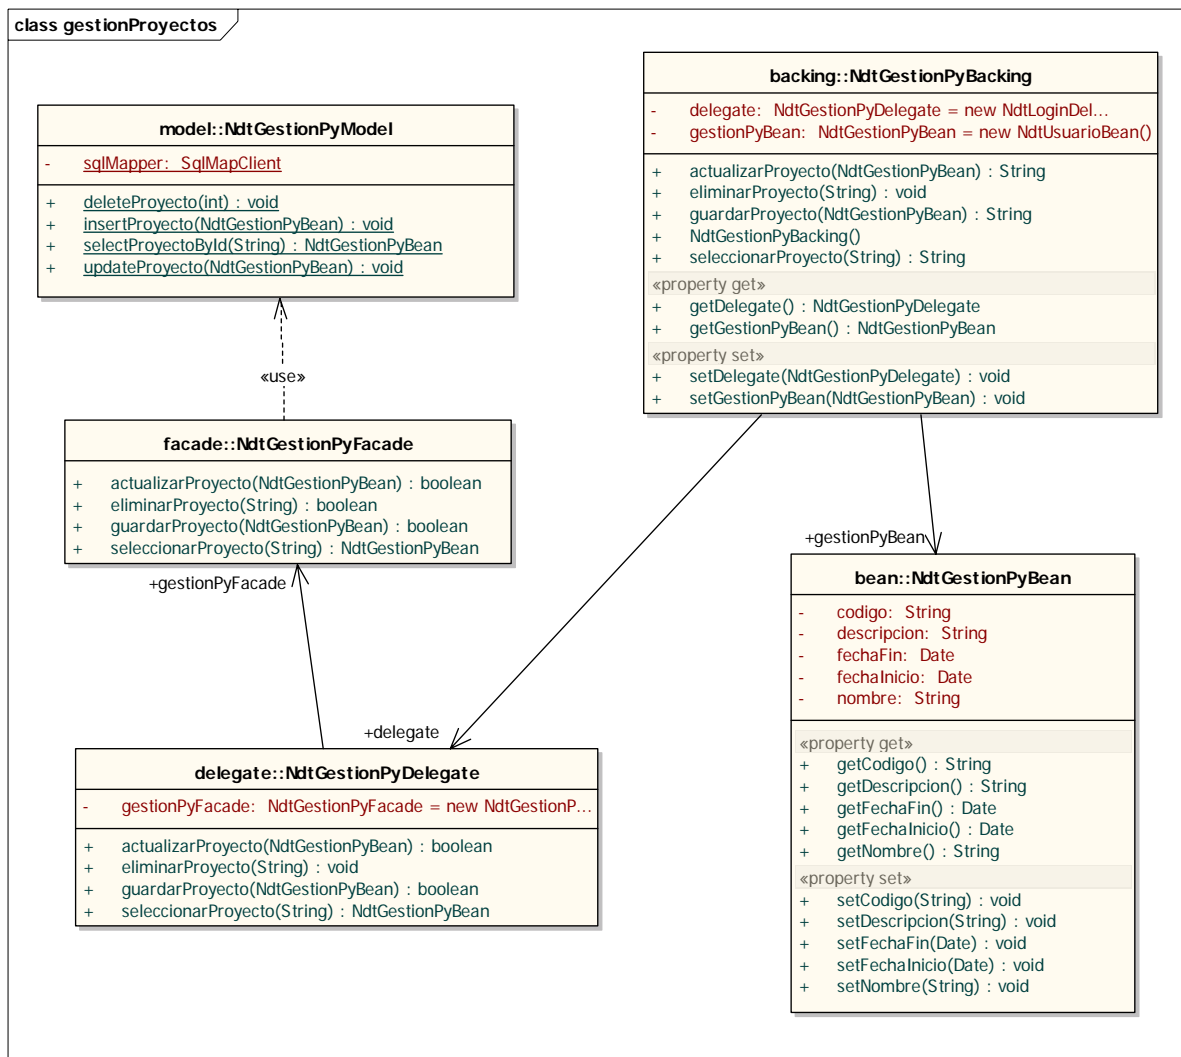 class gestionProyectos
model::NdtGestionPyModel
- sqlMapper: SqlMapClient
+ deleteProyecto(int) : void
+ insertProyecto(NdtGestionPyBean) : void
+ selectProyectoById(String) : NdtGestionPyBean
+ updateProyecto(NdtGestionPyBean) : void
«use»
facade::NdtGestionPyFacade
+ actualizarProyecto(NdtGestionPyBean) : boolean
+ eliminarProyecto(String) : boolean
+ guardarProyecto(NdtGestionPyBean) : boolean
+ seleccionarProyecto(String) : NdtGestionPyBean
+gestionPyFacade
+delegate
delegate::NdtGestionPyDelegate
- gestionPyFacade: NdtGestionPyFacade = new NdtGestionP...
+ actualizarProyecto(NdtGestionPyBean) : boolean
+ eliminarProyecto(String) : void
+ guardarProyecto(NdtGestionPyBean) : boolean
+ seleccionarProyecto(String) : NdtGestionPyBean
backing::NdtGestionPyBacking
- delegate: NdtGestionPyDelegate = new NdtLoginDel...
- gestionPyBean: NdtGestionPyBean = new NdtUsuarioBean()
+ actualizarProyecto(NdtGestionPyBean) : String
+ eliminarProyecto(String) : void
+ guardarProyecto(NdtGestionPyBean) : String
+ NdtGestionPyBacking()
+ seleccionarProyecto(String) : String
«property get»
+ getDelegate() : NdtGestionPyDelegate
+ getGestionPyBean() : NdtGestionPyBean
«property set»
+ setDelegate(NdtGestionPyDelegate) : void
+ setGestionPyBean(NdtGestionPyBean) : void
+gestionPyBean
bean::NdtGestionPyBean
- codigo: String
- descripcion: String
- fechaFin: Date
- fechaInicio: Date
- nombre: String
«property get»
+ getCodigo() : String
+ getDescripcion() : String
+ getFechaFin() : Date
+ getFechaInicio() : Date
+ getNombre() : String
«property set»
+ setCodigo(String) : void
+ setDescripcion(String) : void
+ setFechaFin(Date) : void
+ setFechaInicio(Date) : void
+ setNombre(String) : void